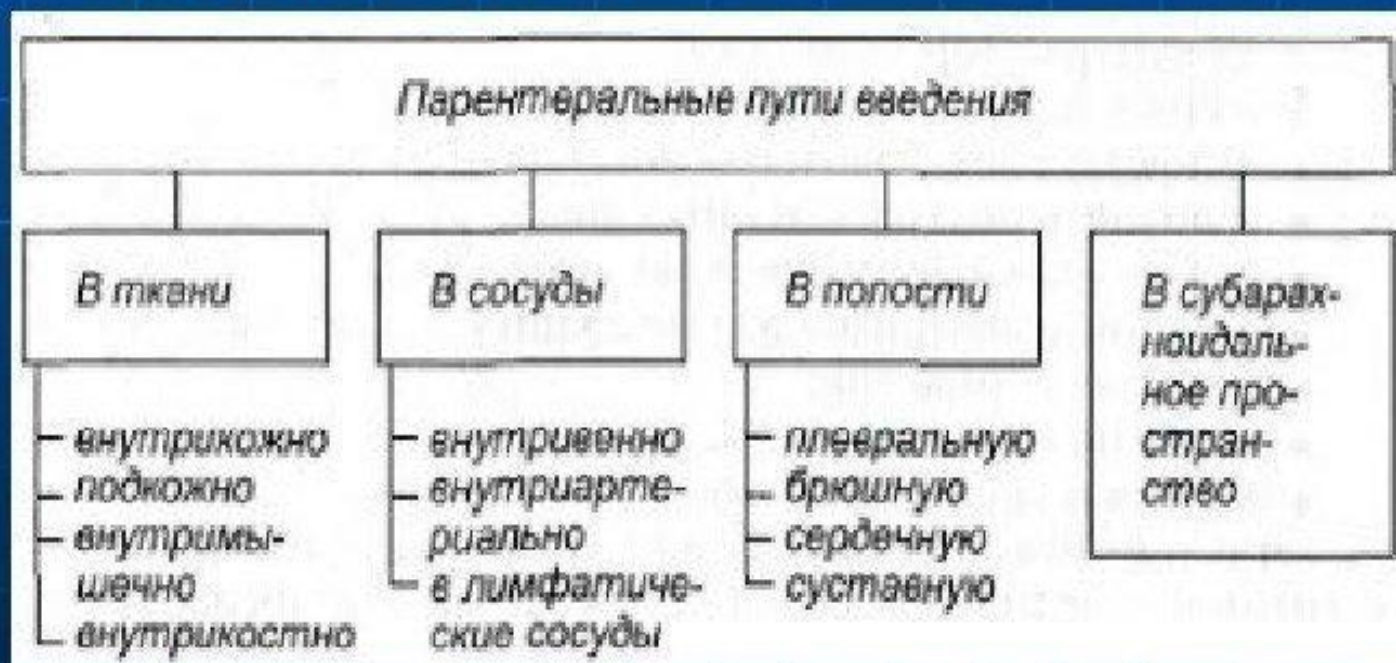 Парентеральные пути введения
В ткани
внутрикожно
подкожно
внутримы-
шечно
внутрикостно
В сосуды
внутривенно
внутриарте-
риально
в лимфатиче-
ские сосуды
В полости
плевральную
брюшную
сердечную
суставную
В субарах-
ноидаль-
ное про-
стран-
ство